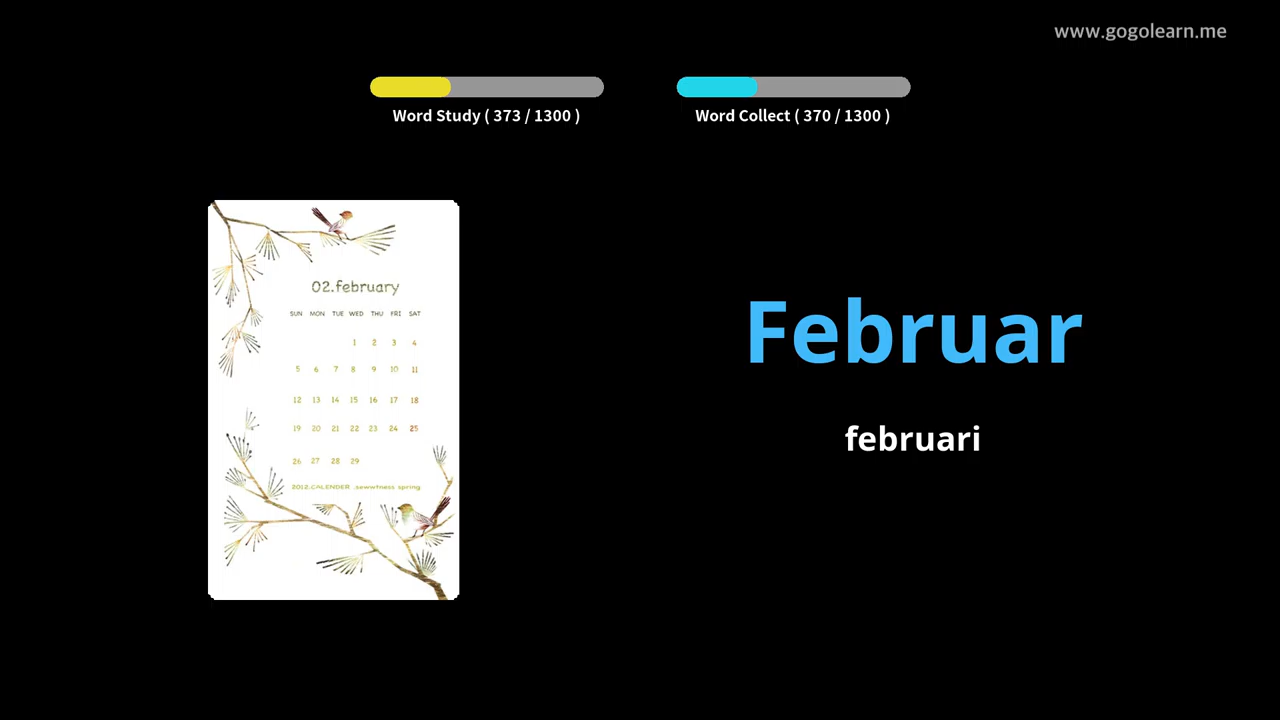 www.gogolearn.me
Word Study ( 373 / 1300 )
Word Collect ( 370 / 1300 )
02.february
SUN MON TUE WED THU FRI SAT
1 2 3 4
5 6 7 8 9 10 11
12 13 14 15 16 17 18
19 20 21 22 23 24 25
26 27 28 29
2012.CALENDER .sewwtness spring
Februar
februari